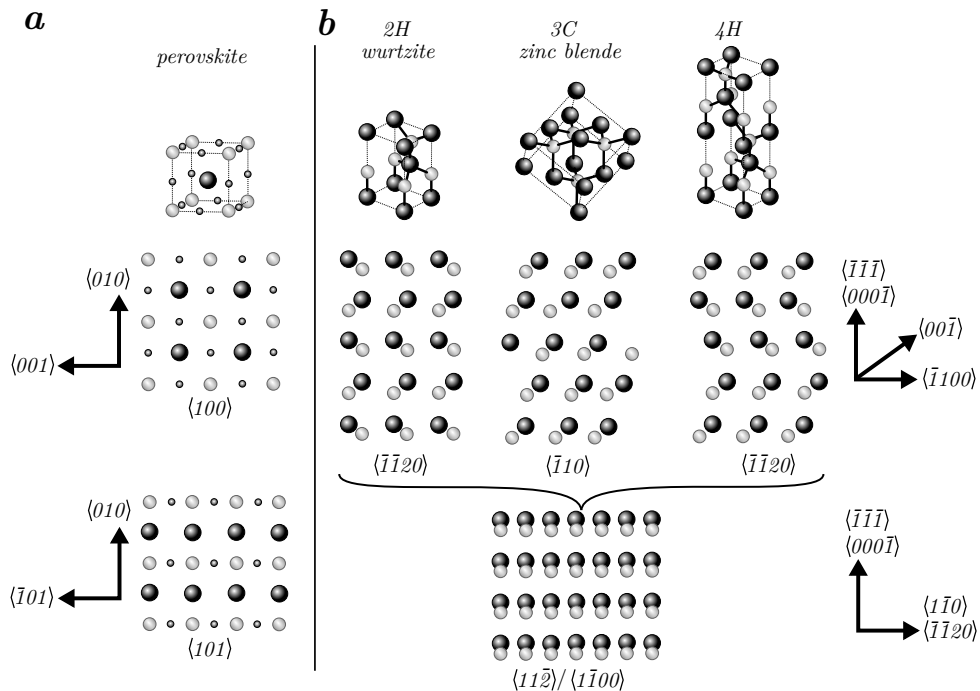 a
b
perovskite
2H
wurtzite
3C
zinc blende
4H
⟨010⟩
⟨001⟩
⟨100⟩
⟨1̄1̄20⟩
⟨1̄10⟩
⟨1̄1̄20⟩
⟨1̄1̄1̄⟩
⟨0001̄⟩
⟨001̄⟩
⟨1̄100⟩
⟨010⟩
⟨1̄01⟩
⟨101⟩
⟨112̄⟩/⟨11̄00⟩
⟨1̄1̄1̄⟩
⟨0001̄⟩
⟨11̄0⟩
⟨1̄1̄20⟩